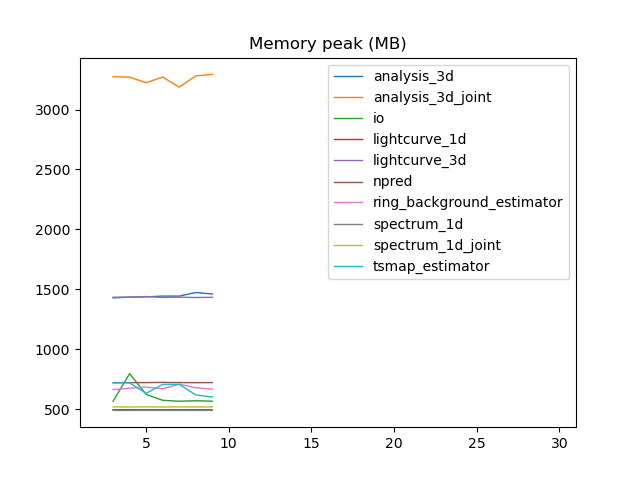 Memory peak (MB)
analysis_3d
analysis_3d_joint
io
lightcurve_1d
lightcurve_3d
npred
ring_background_estimator
spectrum_1d
spectrum_1d_joint
tsmap_estimator
3000
2500
2000
1500
1000
500
5 10 15 20 25 30